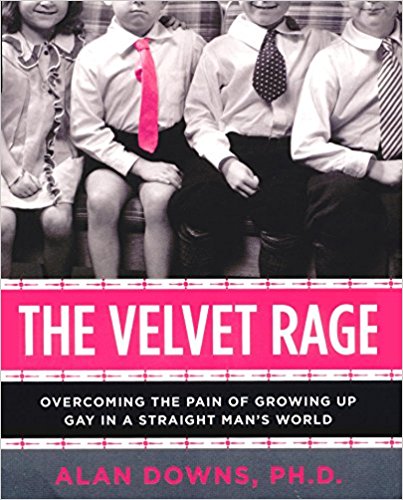 THE VELVET RAGE
OVERCOMING THE PAIN OF GROWING UP
GAY IN A STRAIGHT MAN'S WORLD
ALAN DOWNS, PH.D.